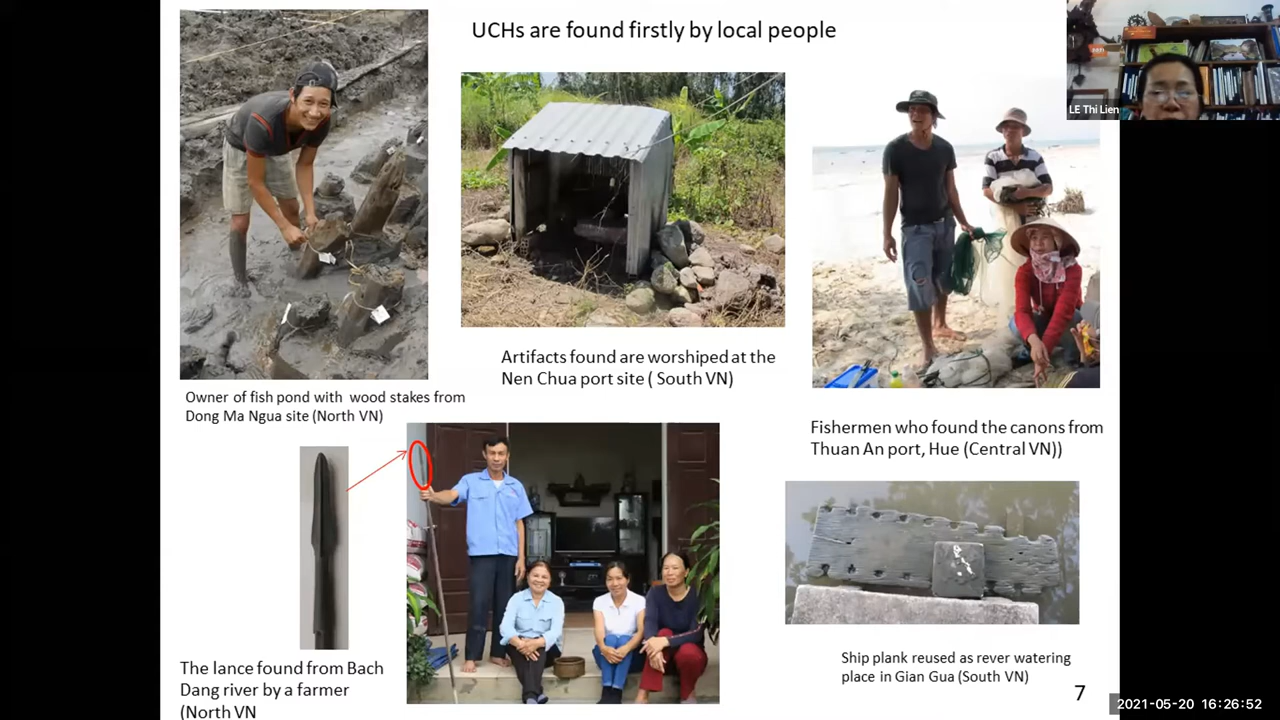 UCHs are found firstly by local people
LE Thi Lien
Artifacts found are worshiped at the
Nen Chua port site ( South VN)
Owner of fish pond with wood stakes from
Dong Ma Ngua site (North VN)
Fishermen who found the canons from
Thuan An port, Hue (Central VN))
The lance found from Bach
Dang river by a farmer
(North VN
Ship plank reused as rever watering
place in Gian Gua (South VN)
7
2021-05-20 16:26:52